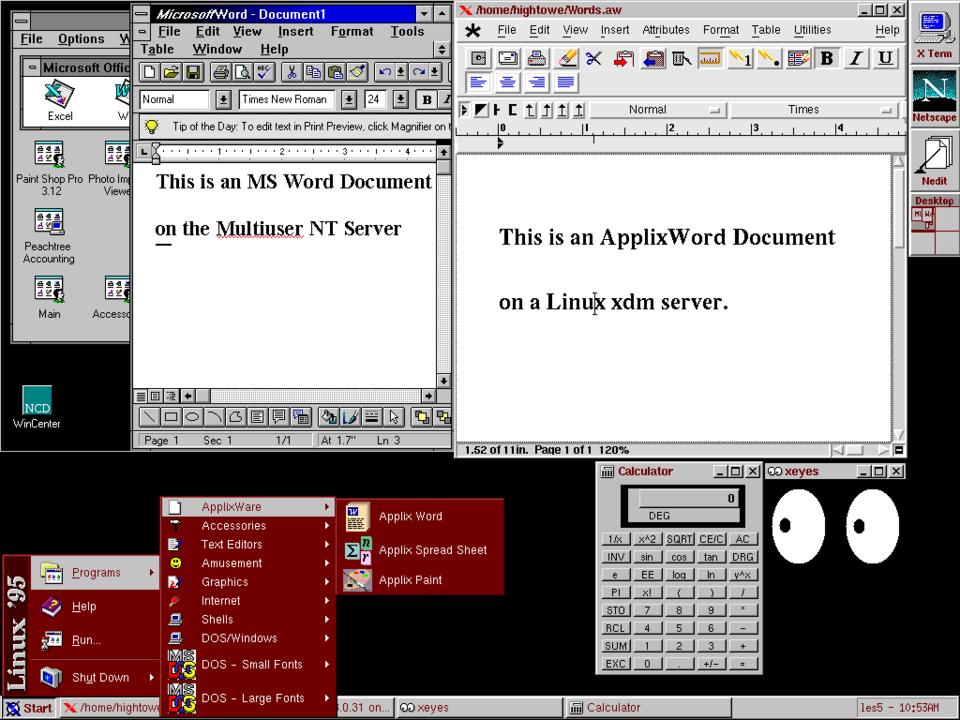 File Options
Microsoft Offic
Excel
Paint Shop Pro
3.12
Photo Im
Viewe
Peachtree
Accounting
Main
Accesso
NCD
WinCenter
Microsoft Word - Document1
File Edit View Insert Format Tools
Table Window Help
Normal Times New Roman 24 B I
Tip of the Day: To edit text in Print Preview, click Magnifier on t
1 2 3 4
This is an MS Word Document
on the Multiuser NT Server
Page 1 Sec 1 1/1 At 1.7" Ln 3
/home/hightowe/Words.aw
File Edit View Insert Attributes Format Table Utilities Help
B I U
Normal Times
0 1 2 3 4
This is an ApplixWord Document
on a Linux xdm server.
1.52 of 11in. Page 1 of 1 120%
X Term
N
Netscape
Nedit
Desktop
Calculator
0
DEG
1/x x^2 SQRT CE/C AC
INV sin cos tan DRG
e EE log ln y^x
PI x! ( ) /
STO 7 8 9 *
RCL 4 5 6 -
SUM 1 2 3 +
EXC 0 . +/- =
xeyes
ApplixWare
Accessories
Text Editors
Amusement
Graphics
Internet
Shells
DOS/Windows
DOS - Small Fonts
DOS - Large Fonts
Applix Word
Applix Spread Sheet
Applix Paint
Linux '95
Programs
Help
Run...
Shut Down
Start
/home/hightowe
.0.31 on...
xeyes
Calculator
les5 - 10:53AM